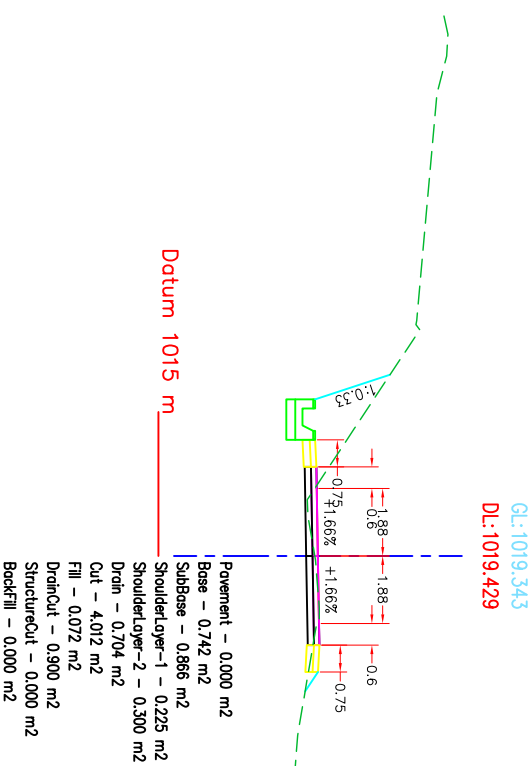 GL:1019.343
DL:1019.429
1.88
1.88
0.6
0.6
0.75
0.75
+1.66%
+1.66%
1:0.33
Datum 1015 m
Pavement - 0.000 m2
Base - 0.742 m2
SubBase - 0.866 m2
ShoulderLayer-1 - 0.225 m2
ShoulderLayer-2 - 0.300 m2
Drain - 0.704 m2
Cut - 4.012 m2
Fill - 0.072 m2
DrainCut - 0.900 m2
StructureCut - 0.000 m2
BackFill - 0.000 m2